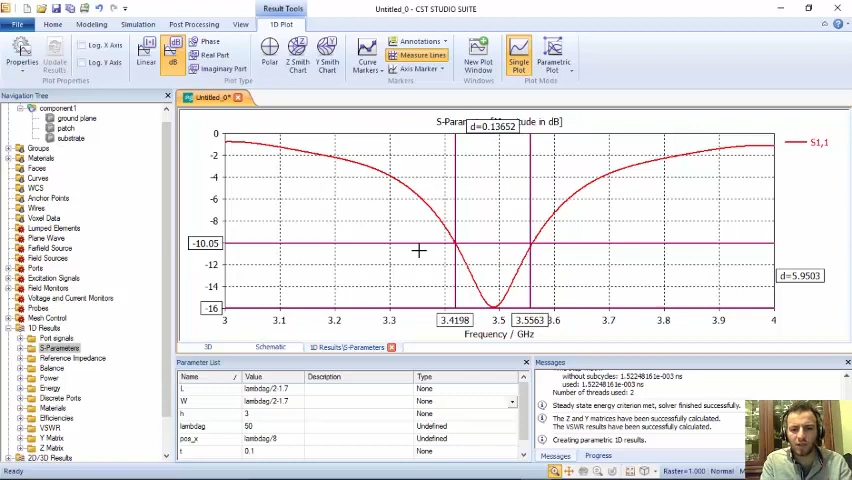 Result Tools
Untitled_0 - CST STUDIO SUITE
File Home Modeling Simulation Post Processing View 1D Plot
Log. X Axis
Log. Y Axis
Properties
Update Results
Linear
dB
Phase
Real Part
Imaginary Part
Polar
Z Smith Chart
Y Smith Chart
Curve Markers
Annotations
Measure Lines
Axis Marker
New Plot Window
Single Plot
Parametric Plot
Plot Properties
Plot Type
Markers
Window
Plot Mode
Navigation Tree
component1
ground plane
patch
substrate
Groups
Materials
Faces
Curves
WCS
Anchor Points
Wires
Voxel Data
Lumped Elements
Plane Wave
Farfield Source
Field Sources
Ports
Excitation Signals
Field Monitors
Voltage and Current Monitors
Probes
Mesh Control
1D Results
Port signals
S-Parameters
Reference Impedance
Balance
Power
Energy
Discrete Ports
Materials
Efficiencies
VSWR
Y Matrix
Z Matrix
2D/3D Results
Untitled_0*
d=0.13652
S1,1
0
-2
-4
-6
-8
-10.05
-12
-14
-16
d=5.9503
3 3.1 3.2 3.3 3.4198 3.5 3.5563 3.7 3.8 3.9 4
Frequency / GHz
3D
Schematic
1D Results\S-Parameters
Parameter List
Name Value Description Type
L lambdag/2-1.7 None
W lambdag/2-1.7 None
h 3 None
lambdag 50 Undefined
pos_x lambdag/8 Undefined
t 0.1 None
Messages
without subcycles: 1.52248161e-003 ns
used: 1.52248161e-003 ns
Number of threads used: 2
Steady state energy criterion met, solver finished successfully.
The Z and Y matrices have been successfully calculated.
The VSWR results have been successfully calculated.
Creating parametric 1D results.
Messages
Progress
Ready
Raster=1.000
Normal